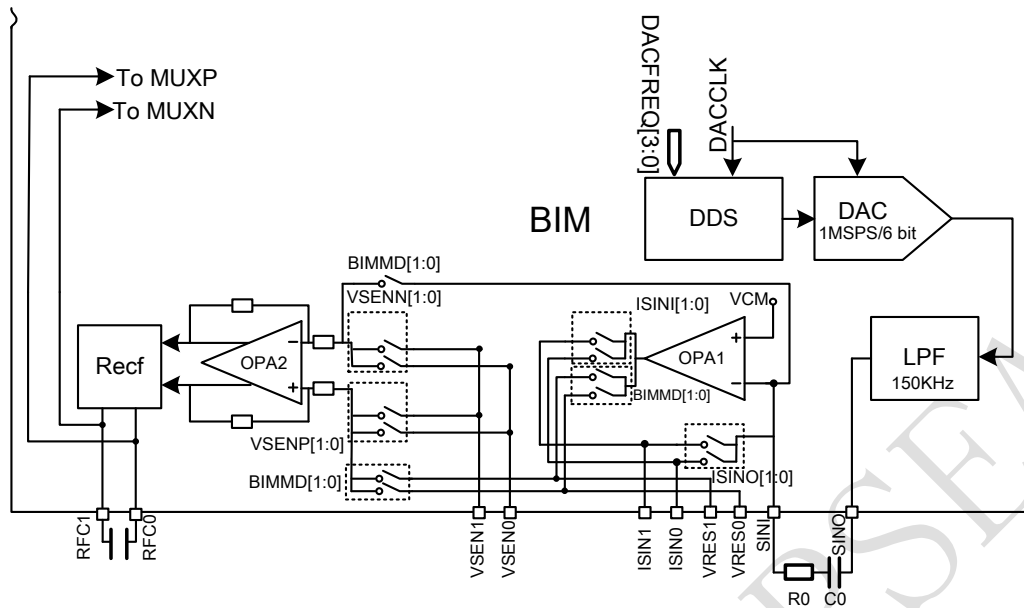 To MUXP
To MUXN
DACFREQ[3:0]
DACCLK
BIM
DDS
DAC
1MSPS/6 bit
BIMMD[1:0]
VSENN[1:0]
ISINI[1:0]
VCM
Recf
OPA2
−
+
OPA1
+
−
LPF
150KHz
BIMMD[1:0]
VSENP[1:0]
BIMMD[1:0]
ISINO[1:0]
RFC1
RFC0
VSEN1
VSEN0
ISIN1
ISIN0
VRES1
VRES0
SINI
SINO
R0
C0